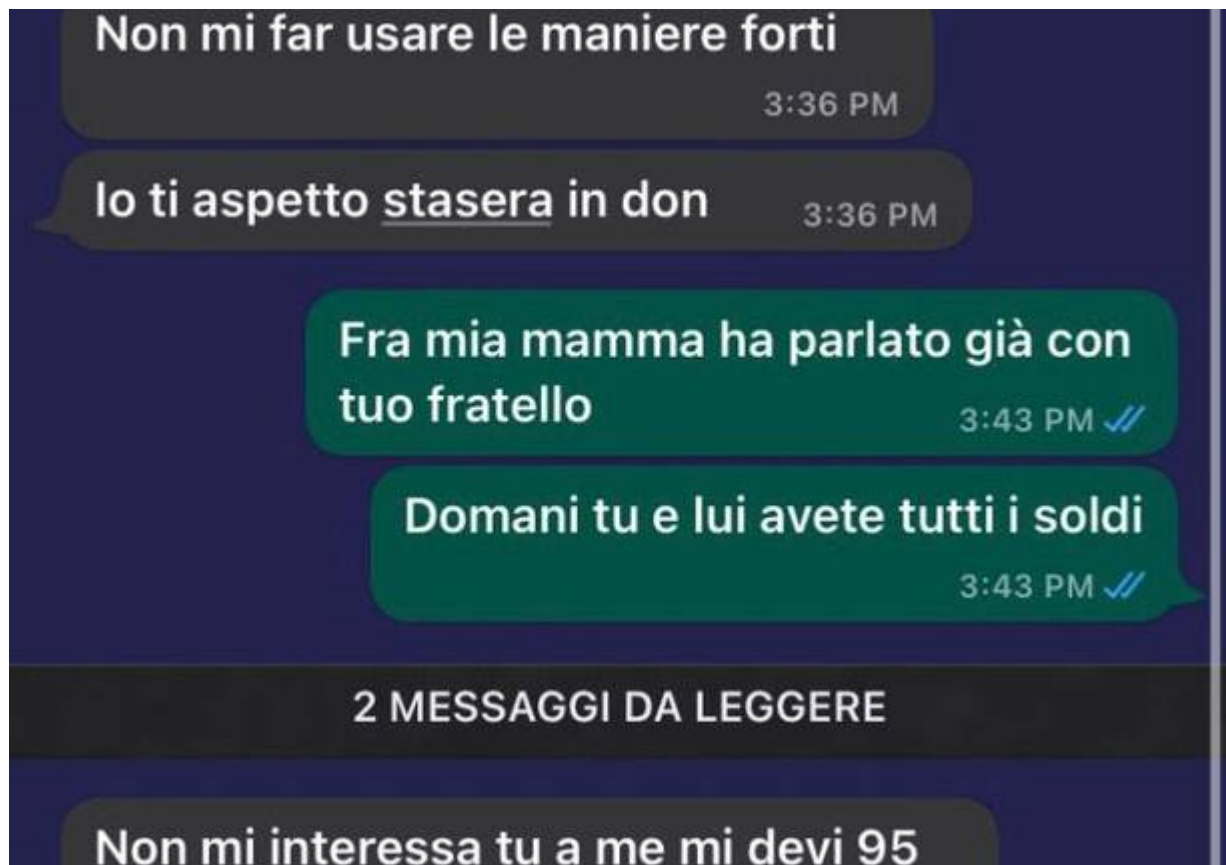 Non mi far usare le maniere forti
3:36 PM
Io ti aspetto stasera in don 3:36 PM
Fra mia mamma ha parlato già con
tuo fratello 3:43 PM
Domani tu e lui avete tutti i soldi
3:43 PM
2 MESSAGGI DA LEGGERE
Non mi interessa tu a me mi devi 95